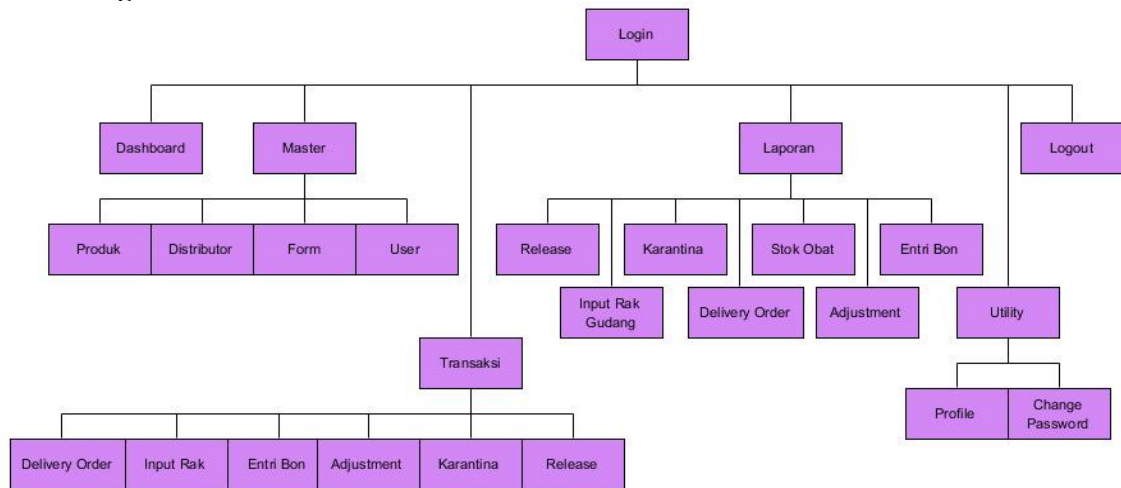 Login
Dashboard
Master
Laporan
Logout
Produk
Distributor
Form
User
Release
Karantina
Stok Obat
Entri Bon
Input Rak
Gudang
Delivery Order
Adjustment
Utility
Transaksi
Profile
Change
Password
Delivery Order
Input Rak
Entri Bon
Adjustment
Karantina
Release